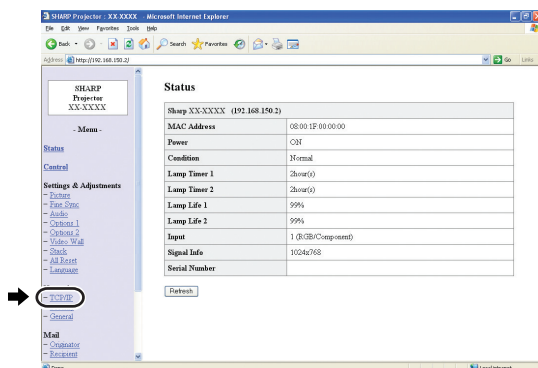 SHARP Projector : XX-XXXX - Microsoft Internet Explorer
File Edit View Favorites Tools Help
Back Search Favorites
Address http://192.168.150.2/ Go Links
SHARP
Projector
XX-XXXX
- Menu -
Status
Control
Settings & Adjustments
- Picture
- Fine Sync
- Audio
- Options 1
- Options 2
- Video Wall
- Stack
- All Reset
- Language
- TCP/IP
- General
Mail
- Originator
- Recipient
Status
Sharp XX-XXXX (192.168.150.2)
MAC Address 08:00:1F:00:00:00
Power ON
Condition Normal
Lamp Timer 1 2hour(s)
Lamp Timer 2 2hour(s)
Lamp Life 1 99%
Lamp Life 2 99%
Input 1 (RGB/Component)
Signal Info 1024x768
Serial Number
Refresh
Local intranet